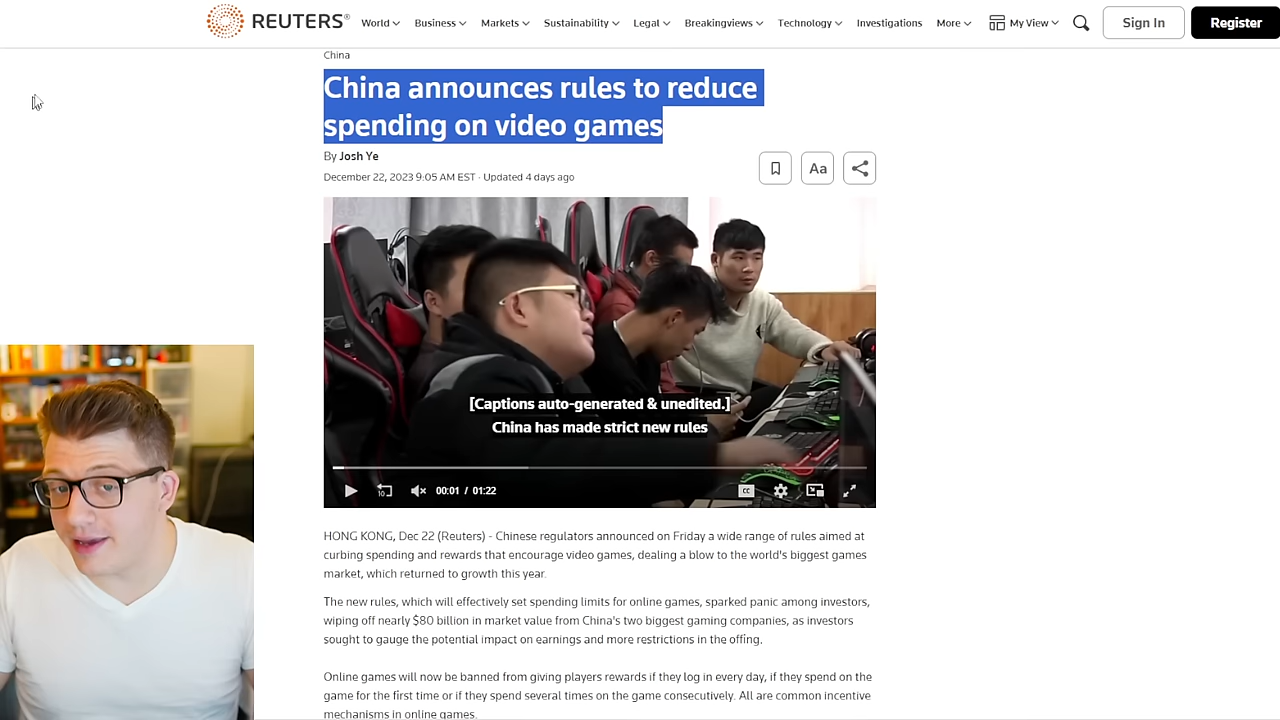 REUTERS®
World Business Markets Sustainability Legal Breakingviews Technology Investigations More My View Sign In Register
China
China announces rules to reduce
spending on video games
By Josh Ye
December 22, 2023 9:05 AM EST · Updated 4 days ago
Aa
[Captions auto-generated & unedited.]
China has made strict new rules
10
00:01 / 01:22
CC
HONG KONG, Dec 22 (Reuters) - Chinese regulators announced on Friday a wide range of rules aimed at
curbing spending and rewards that encourage video games, dealing a blow to the world's biggest games
market, which returned to growth this year.
The new rules, which will effectively set spending limits for online games, sparked panic among investors,
wiping off nearly $80 billion in market value from China's two biggest gaming companies, as investors
sought to gauge the potential impact on earnings and more restrictions in the offing.
Online games will now be banned from giving players rewards if they log in every day, if they spend on the
game for the first time or if they spend several times on the game consecutively. All are common incentive
mechanisms in online games.